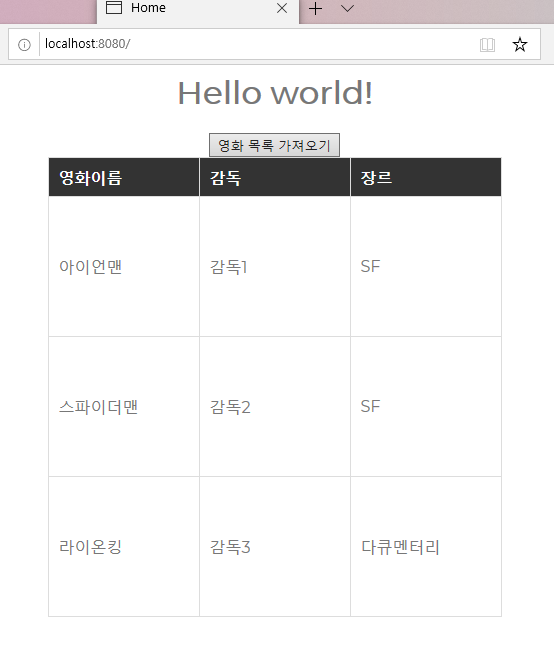 Home
localhost:8080/
Hello world!
영화 목록 가져오기
영화이름 감독 장르
아이언맨 감독1 SF
스파이더맨 감독2 SF
라이온킹 감독3 다큐멘터리